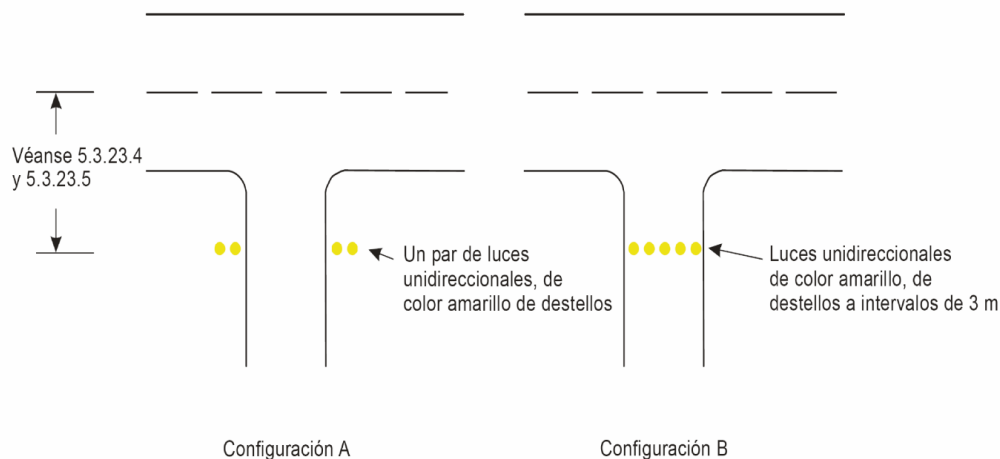 Véanse 5.3.23.4
y 5.3.23.5
Un par de luces
unidireccionales, de
color amarillo de destellos
Luces unidireccionales
de color amarillo, de
destellos a intervalos de 3 m
Configuración A
Configuración B